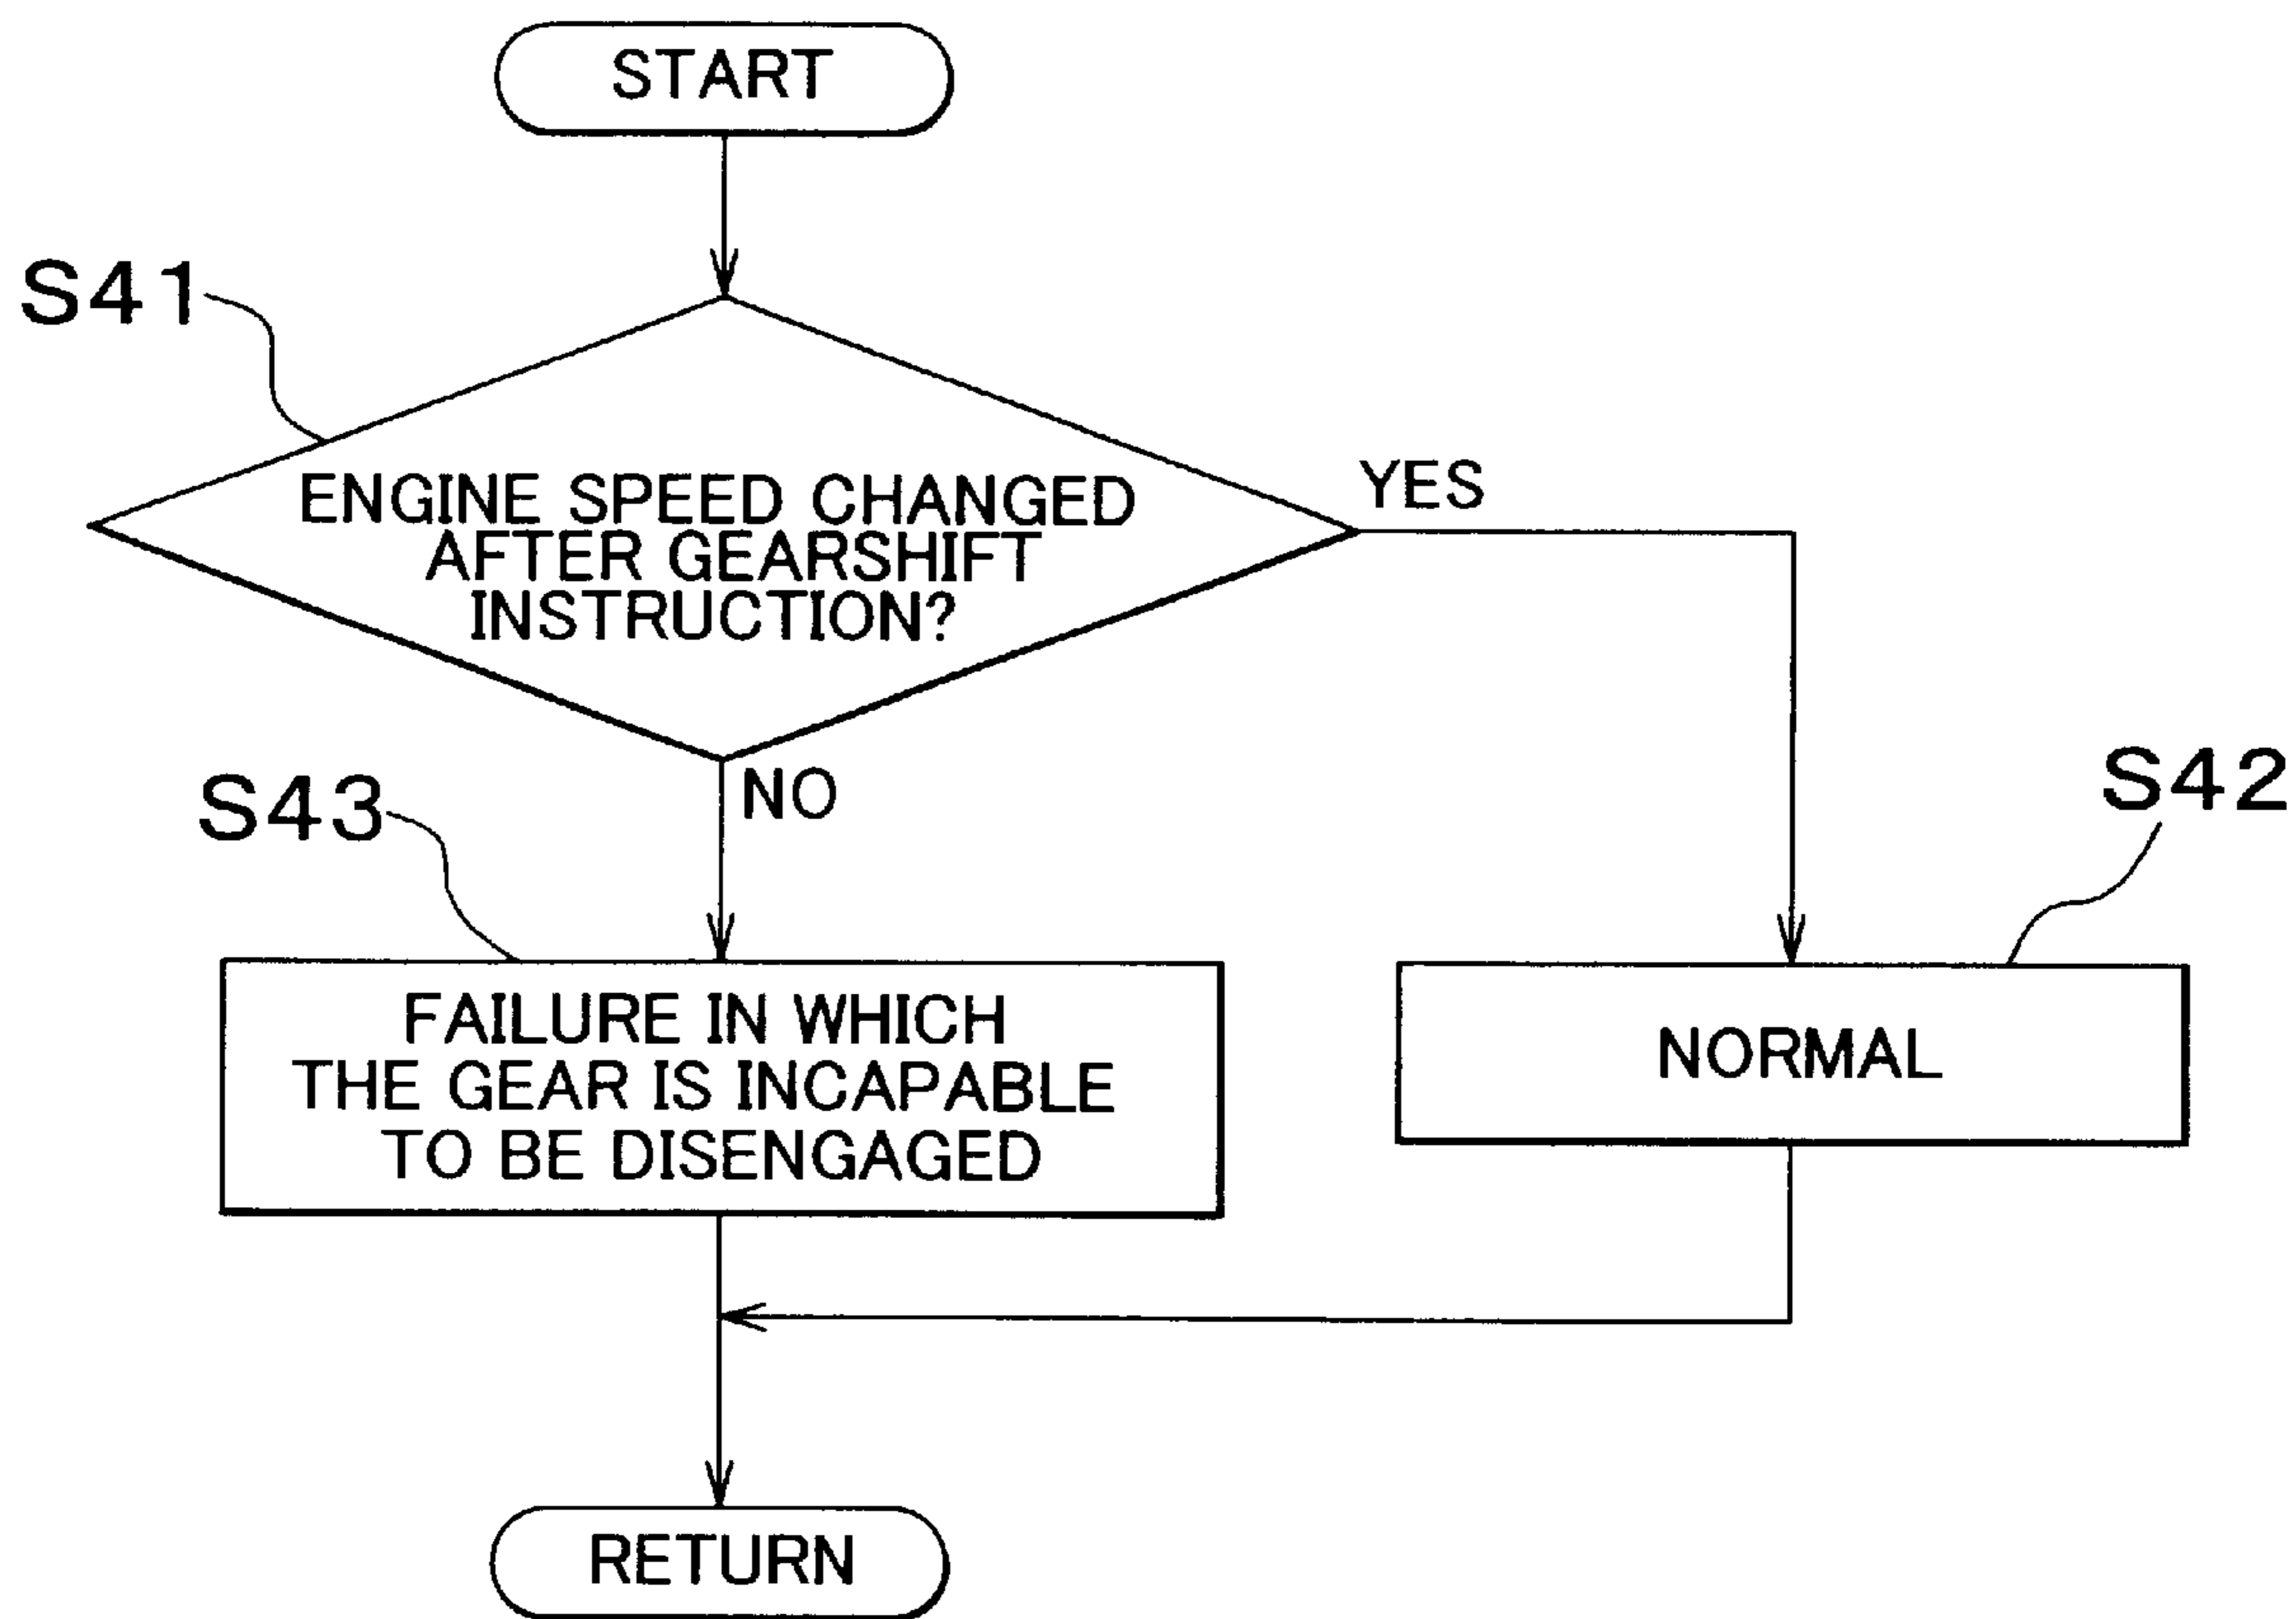 START
S41
ENGINE SPEED CHANGED
AFTER GEARSHIFT
INSTRUCTION?
YES
NO
S43
S42
FAILURE IN WHICH
THE GEAR IS INCAPABLE
TO BE DISENGAGED
NORMAL
RETURN